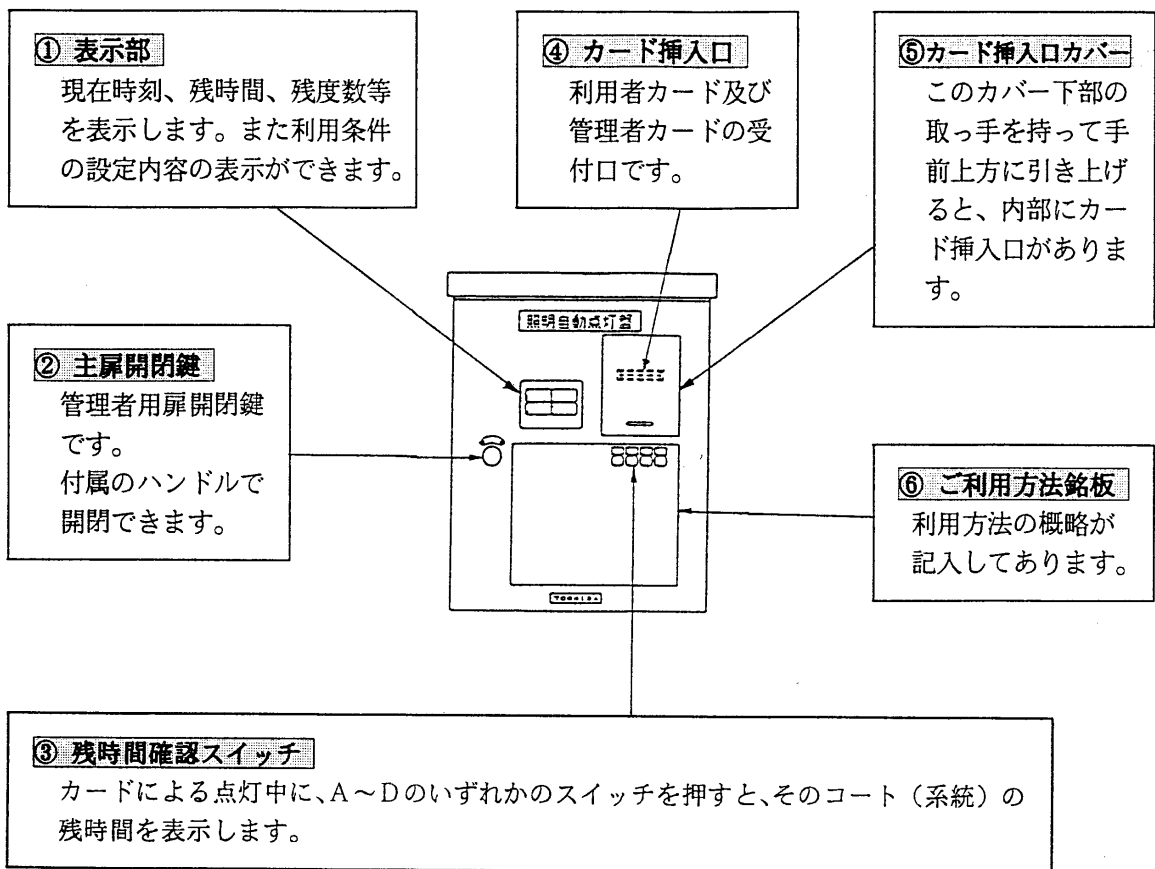 ① 表示部
現在時刻、残時間、残度数等
を表示します。また利用条件
の設定内容の表示ができます。
④ カード挿入口
利用者カード及び
管理者カードの受
付口です。
⑤カード挿入口カバー
このカバー下部の
取っ手を持って手
前上方に引き上げ
ると、内部にカー
ド挿入口がありま
す。
照明自動点灯盤
② 主扉開閉鍵
管理者用扉開閉鍵
です。
付属のハンドルで
開閉できます。
⑥ ご利用方法銘板
利用方法の概略が
記入してあります。
TOSHIBA
③ 残時間確認スイッチ
カードによる点灯中に、A～Dのいずれかのスイッチを押すと、そのコート（系統）の
残時間を表示します。